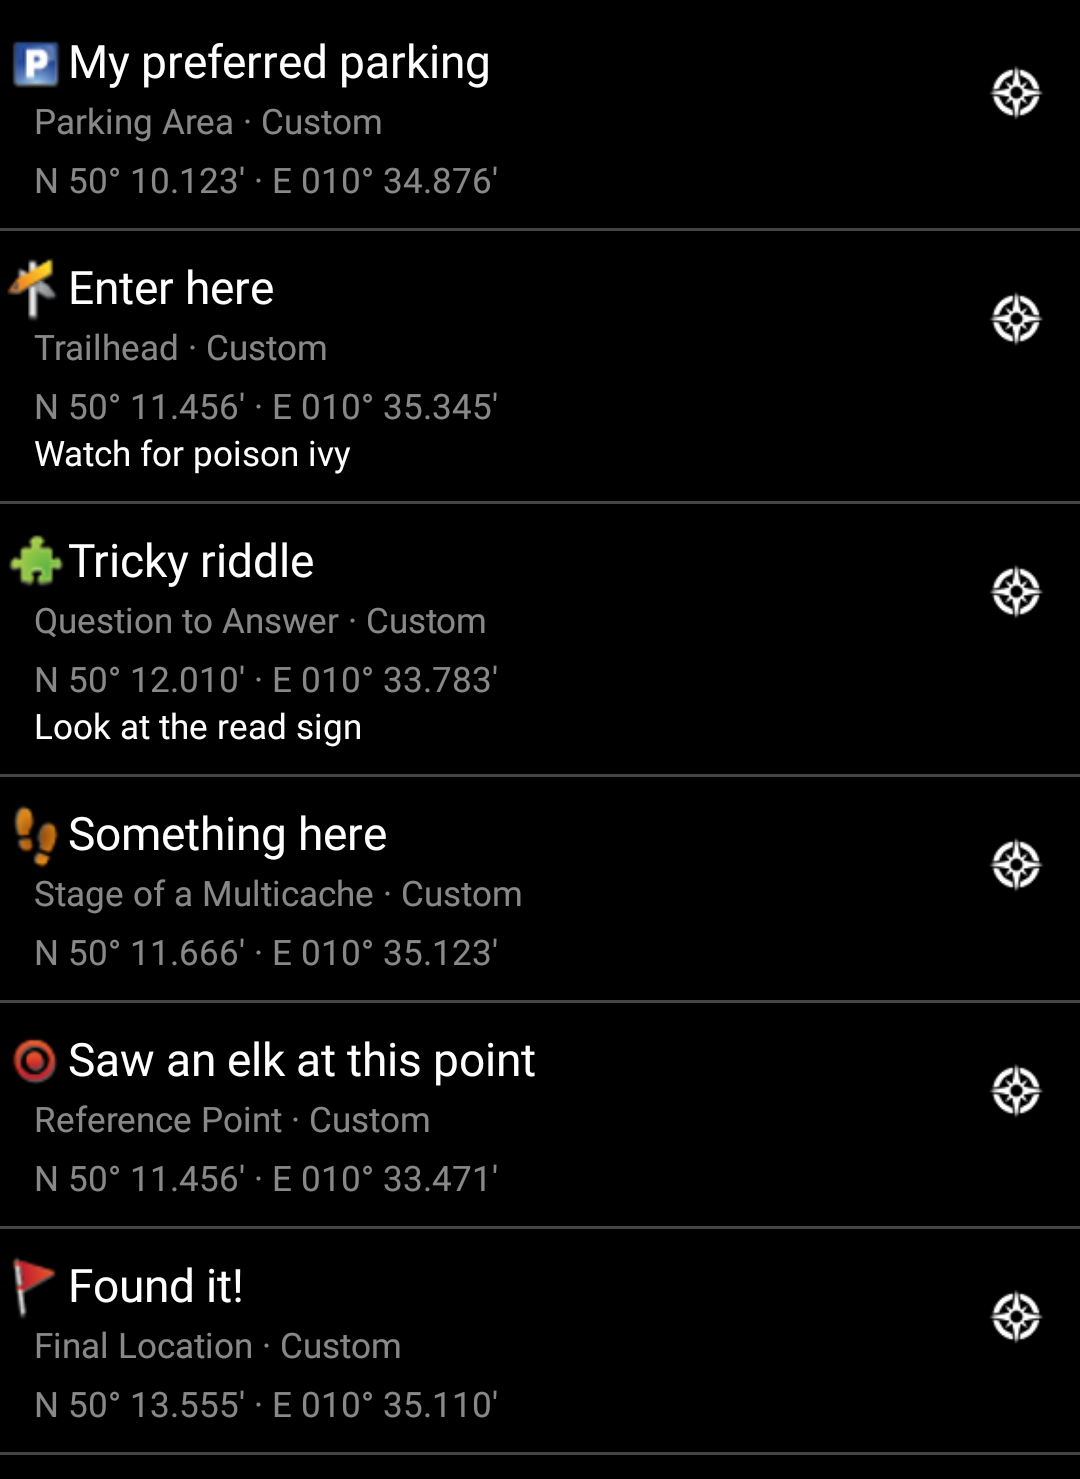 P My preferred parking
Parking Area · Custom
N 50° 10.123' · E 010° 34.876'
Enter here
Trailhead · Custom
N 50° 11.456' · E 010° 35.345'
Watch for poison ivy
Tricky riddle
Question to Answer · Custom
N 50° 12.010' · E 010° 33.783'
Look at the read sign
Something here
Stage of a Multicache · Custom
N 50° 11.666' · E 010° 35.123'
Saw an elk at this point
Reference Point · Custom
N 50° 11.456' · E 010° 33.471'
Found it!
Final Location · Custom
N 50° 13.555' · E 010° 35.110'